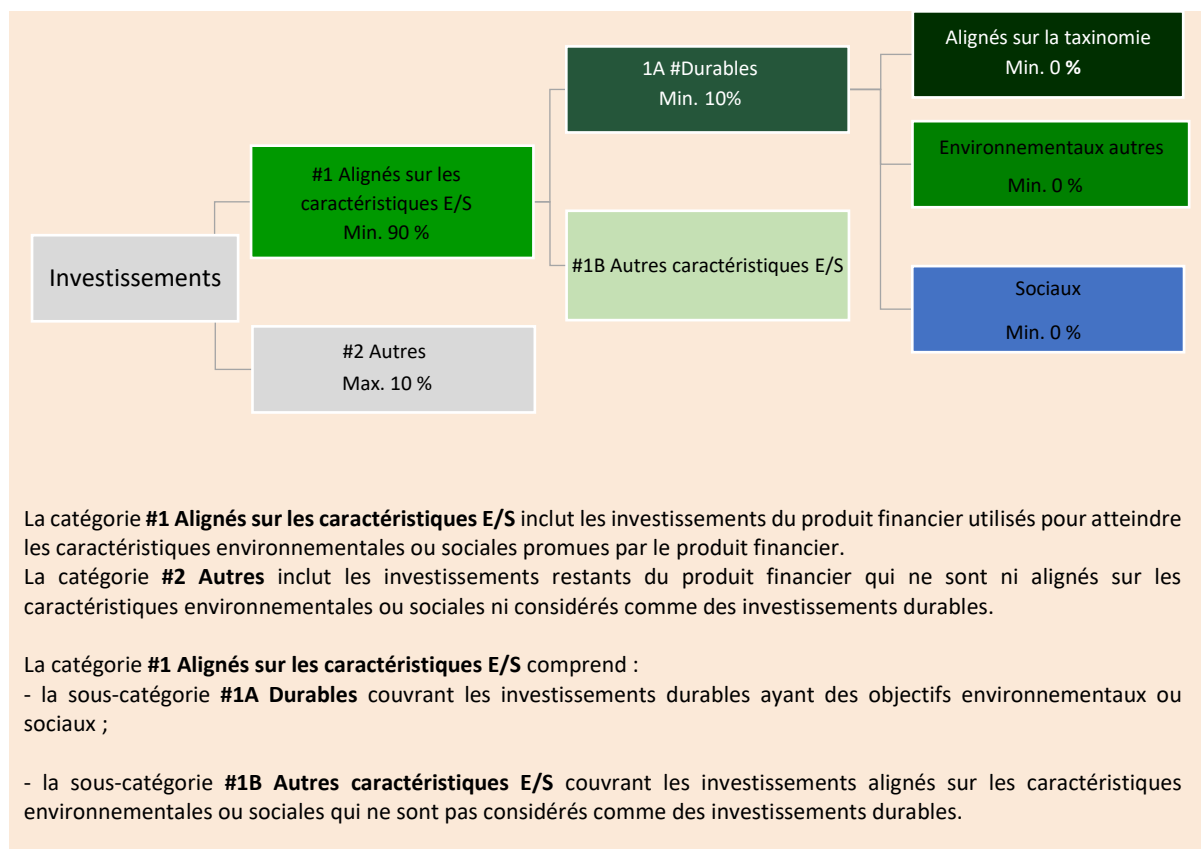 Investissements
#1 Alignés sur les
caractéristiques E/S
Min. 90 %
#2 Autres
Max. 10 %
1A #Durables
Min. 10%
#1B Autres caractéristiques E/S
Alignés sur la taxinomie
Min. 0 %
Environnementaux autres
Min. 0 %
Sociaux
Min. 0 %
La catégorie #1 Alignés sur les caractéristiques E/S inclut les investissements du produit financier utilisés pour atteindre
les caractéristiques environnementales ou sociales promues par le produit financier.
La catégorie #2 Autres inclut les investissements restants du produit financier qui ne sont ni alignés sur les
caractéristiques environnementales ou sociales ni considérés comme des investissements durables.
La catégorie #1 Alignés sur les caractéristiques E/S comprend :
- la sous-catégorie #1A Durables couvrant les investissements durables ayant des objectifs environnementaux ou
sociaux ;
- la sous-catégorie #1B Autres caractéristiques E/S couvrant les investissements alignés sur les caractéristiques
environnementales ou sociales qui ne sont pas considérés comme des investissements durables.